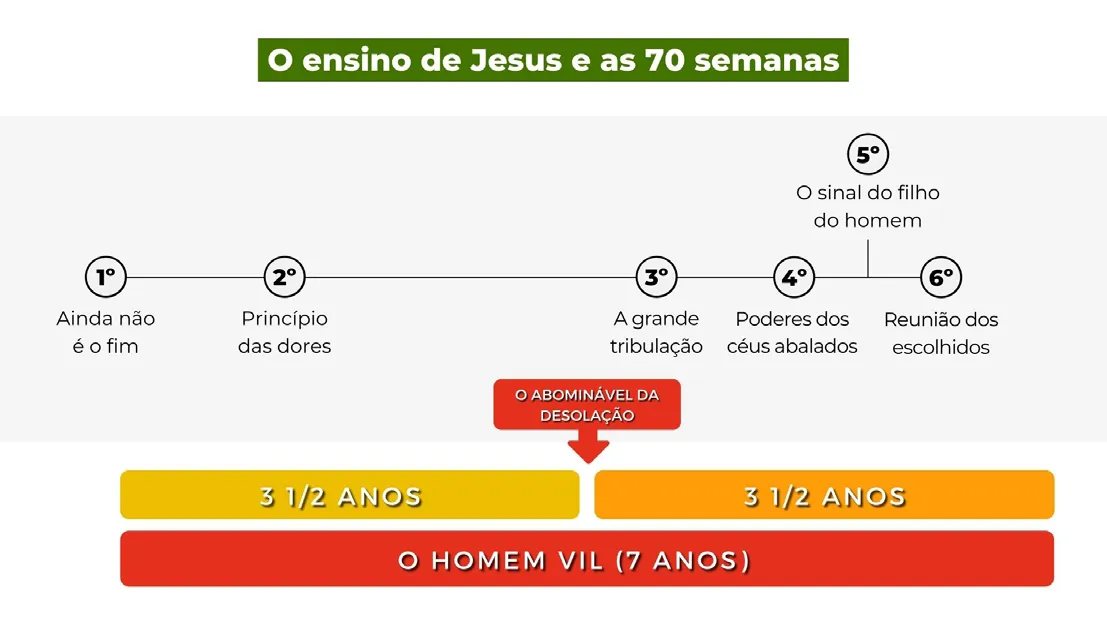 O ensino de Jesus e as 70 semanas
5º
O sinal do filho
do homem
1º
Ainda não
é o fim
2º
Princípio
das dores
3º
A grande
tribulação
4º
Poderes dos
céus abalados
6º
Reunião dos
escolhidos
O ABOMINÁVEL DA
DESOLAÇÃO
3 1/2 ANOS
3 1/2 ANOS
O HOMEM VIL (7 ANOS)